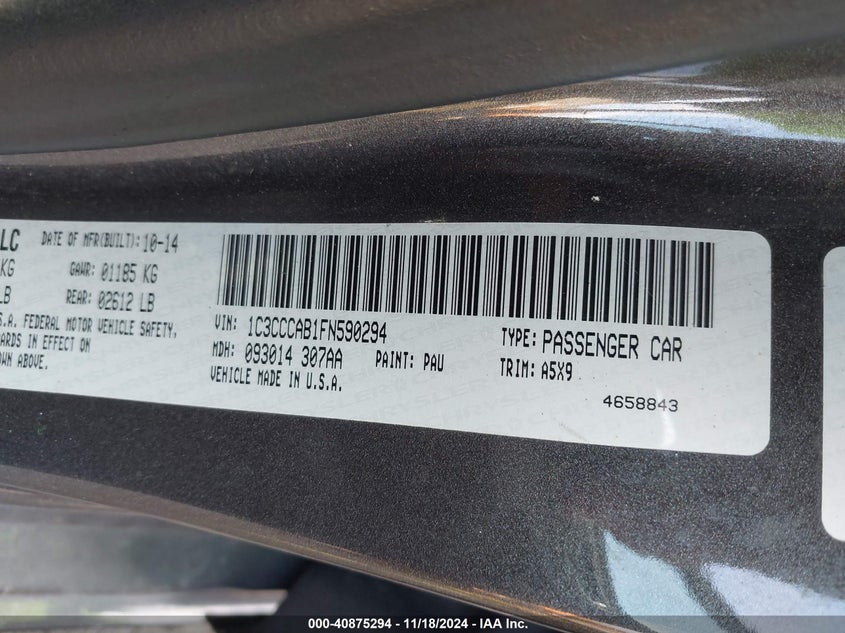 LC DATE OF MFR(BUILT): 10-14
KG GAWR: 01185 KG
LB REAR: 02612 LB
S.A. FEDERAL MOTOR VEHICLE SAFETY,
ARDS IN EFFECT ON
OWN ABOVE.
VIN: 1C3CCCAB1FN590294
MDH: 093014 307AA PAINT: PAU
VEHICLE MADE IN U.S.A.
TYPE: PASSENGER CAR
TRIM: A5X9
4658843
000-40875294 - 11/18/2024 - IAA Inc.